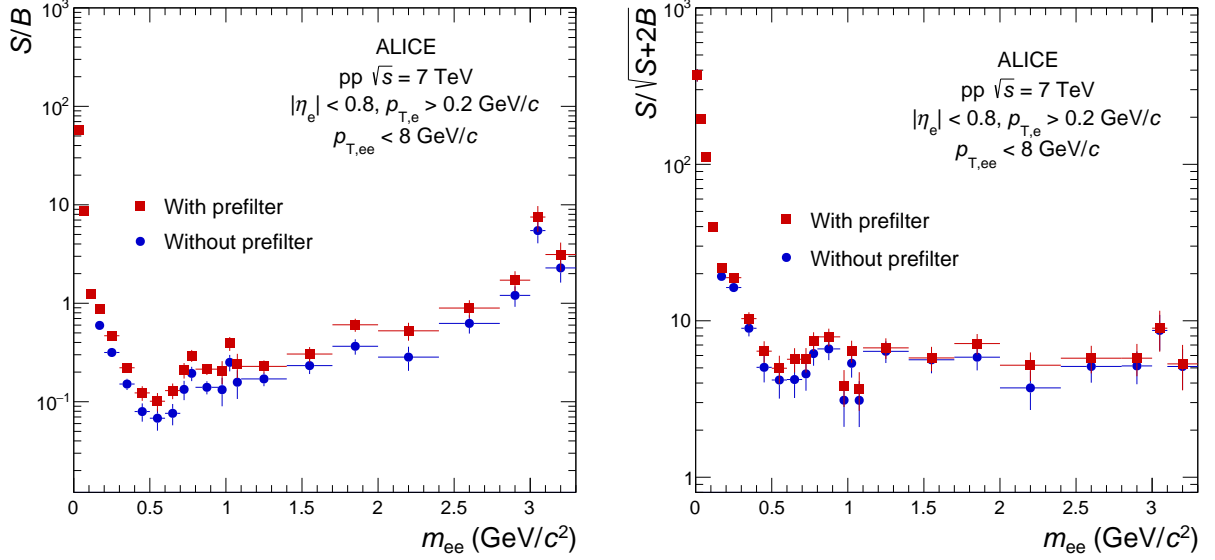 S/B
10³
10²
10
1
10⁻¹
ALICE
pp √s = 7 TeV
|ηₑ| < 0.8, p_T,e > 0.2 GeV/c
p_T,ee < 8 GeV/c
With prefilter
Without prefilter
0 0.5 1 1.5 2 2.5 3
m_ee (GeV/c²)
S/√S+2B
10³
10²
10
1
ALICE
pp √s = 7 TeV
|ηₑ| < 0.8, p_T,e > 0.2 GeV/c
p_T,ee < 8 GeV/c
With prefilter
Without prefilter
0 0.5 1 1.5 2 2.5 3
m_ee (GeV/c²)